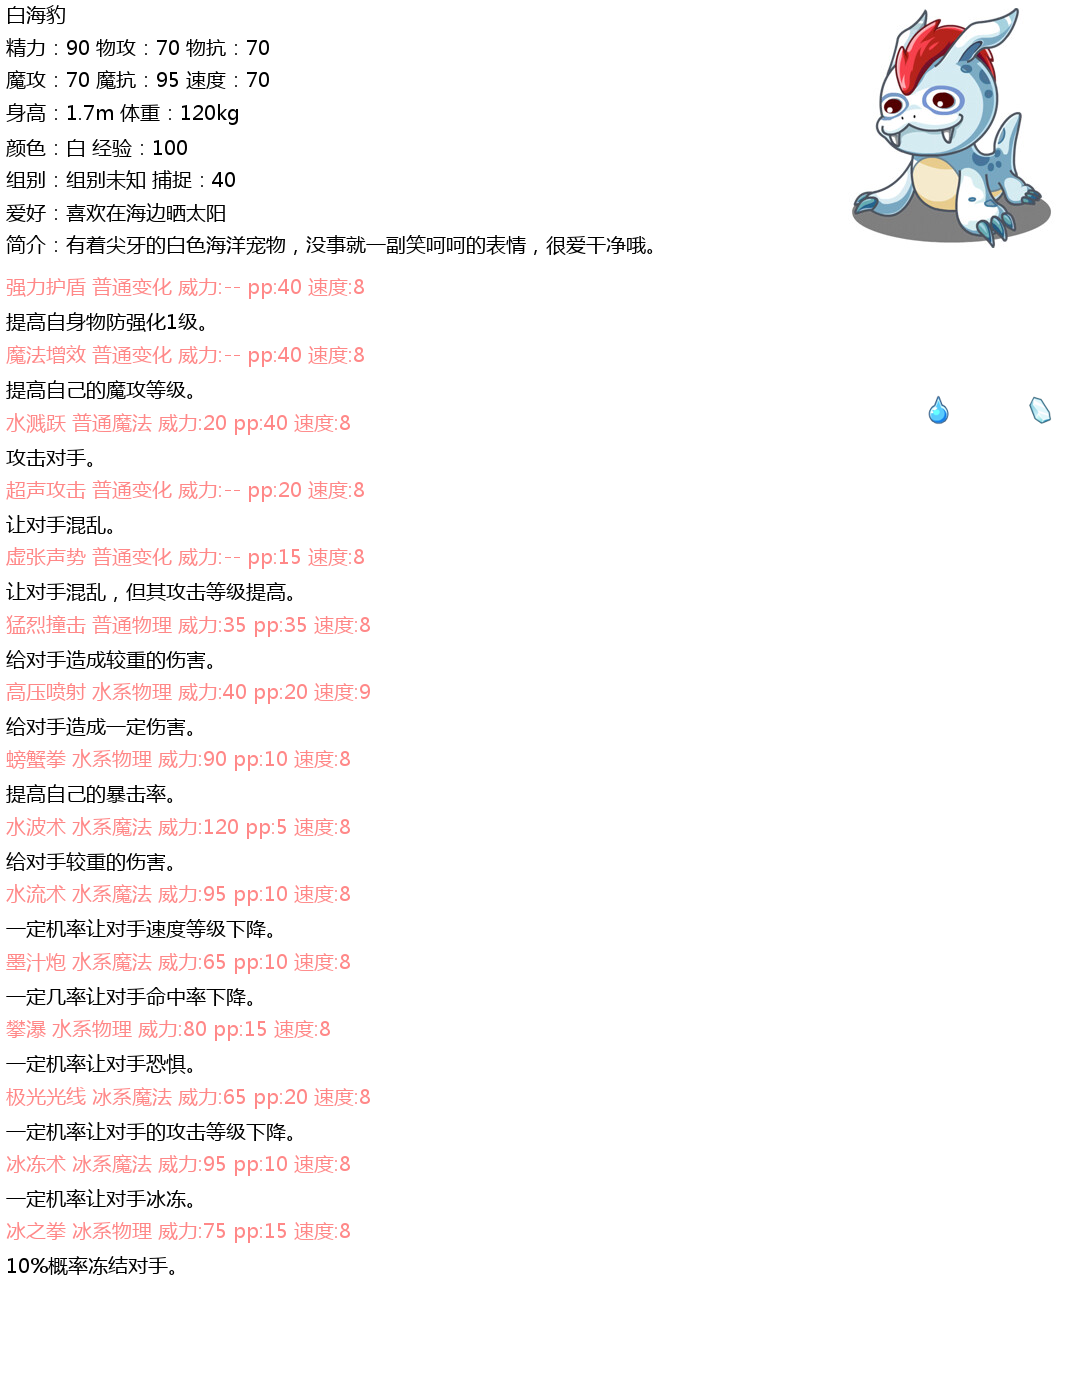 白海豹
精力：90 物攻：70 物抗：70
魔攻：70 魔抗：95 速度：70
身高：1.7m 体重：120kg
颜色：白 经验：100
组别：组别未知 捕捉：40
爱好：喜欢在海边晒太阳
简介：有着尖牙的白色海洋宠物，没事就一副笑呵呵的表情，很爱干净哦。
强力护盾 普通变化 威力:-- pp:40 速度:8
提高自身物防强化1级。
魔法增效 普通变化 威力:-- pp:40 速度:8
提高自己的魔攻等级。
水溅跃 普通魔法 威力:20 pp:40 速度:8
攻击对手。
超声攻击 普通变化 威力:-- pp:20 速度:8
让对手混乱。
虚张声势 普通变化 威力:-- pp:15 速度:8
让对手混乱，但其攻击等级提高。
猛烈撞击 普通物理 威力:35 pp:35 速度:8
给对手造成较重的伤害。
高压喷射 水系物理 威力:40 pp:20 速度:9
给对手造成一定伤害。
螃蟹拳 水系物理 威力:90 pp:10 速度:8
提高自己的暴击率。
水波术 水系魔法 威力:120 pp:5 速度:8
给对手较重的伤害。
水流术 水系魔法 威力:95 pp:10 速度:8
一定机率让对手速度等级下降。
墨汁炮 水系魔法 威力:65 pp:10 速度:8
一定几率让对手命中率下降。
攀瀑 水系物理 威力:80 pp:15 速度:8
一定机率让对手恐惧。
极光光线 冰系魔法 威力:65 pp:20 速度:8
一定机率让对手的攻击等级下降。
冰冻术 冰系魔法 威力:95 pp:10 速度:8
一定机率让对手冰冻。
冰之拳 冰系物理 威力:75 pp:15 速度:8
10%概率冻结对手。